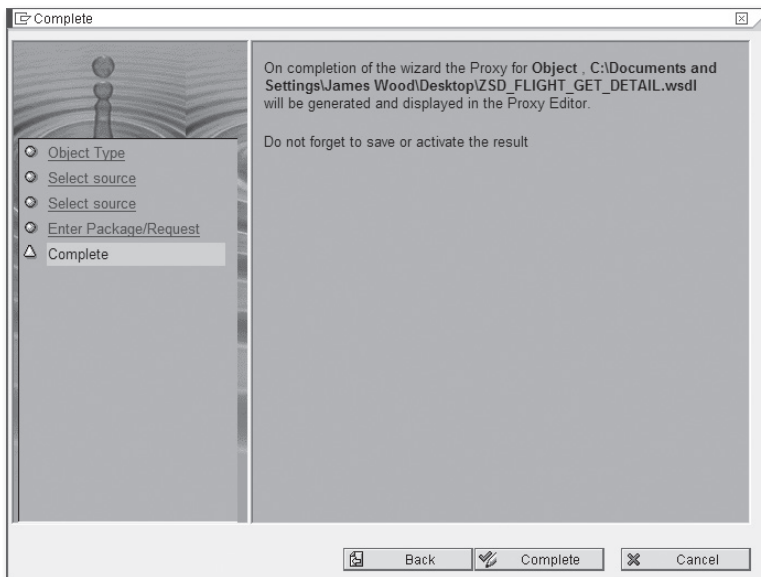 Complete
Object Type
Select source
Select source
Enter Package/Request
Complete
On completion of the wizard the Proxy for Object , C:\Documents and
Settings\James Wood\Desktop\ZSD_FLIGHT_GET_DETAIL.wsdl
will be generated and displayed in the Proxy Editor.
Do not forget to save or activate the result
Back
Complete
Cancel